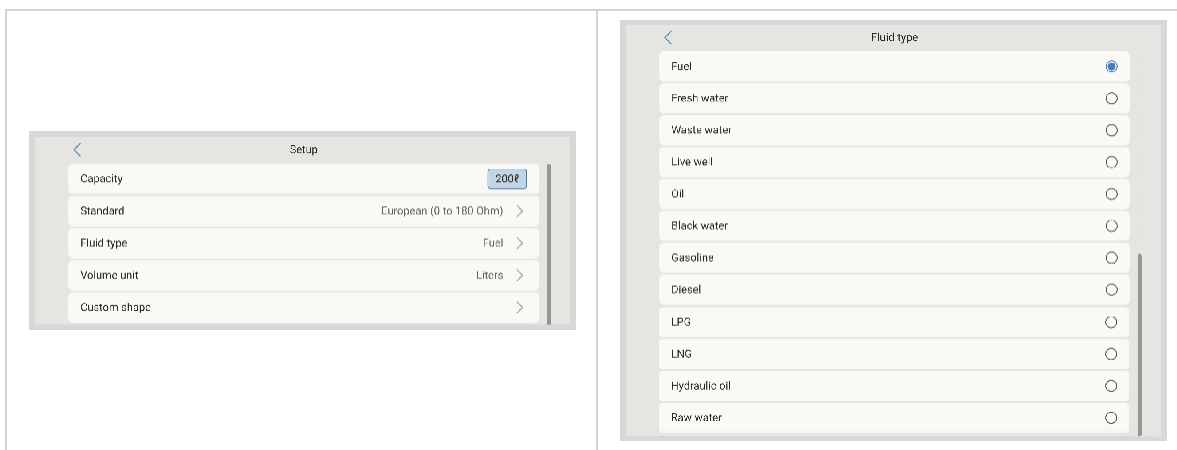 Setup
Capacity 200ℓ
Standard European (0 to 180 Ohm)
Fluid type Fuel
Volume unit Liters
Custom shape
Fluid type
Fuel
Fresh water
Waste water
Live well
Oil
Black water
Gasoline
Diesel
LPG
LNG
Hydraulic oil
Raw water